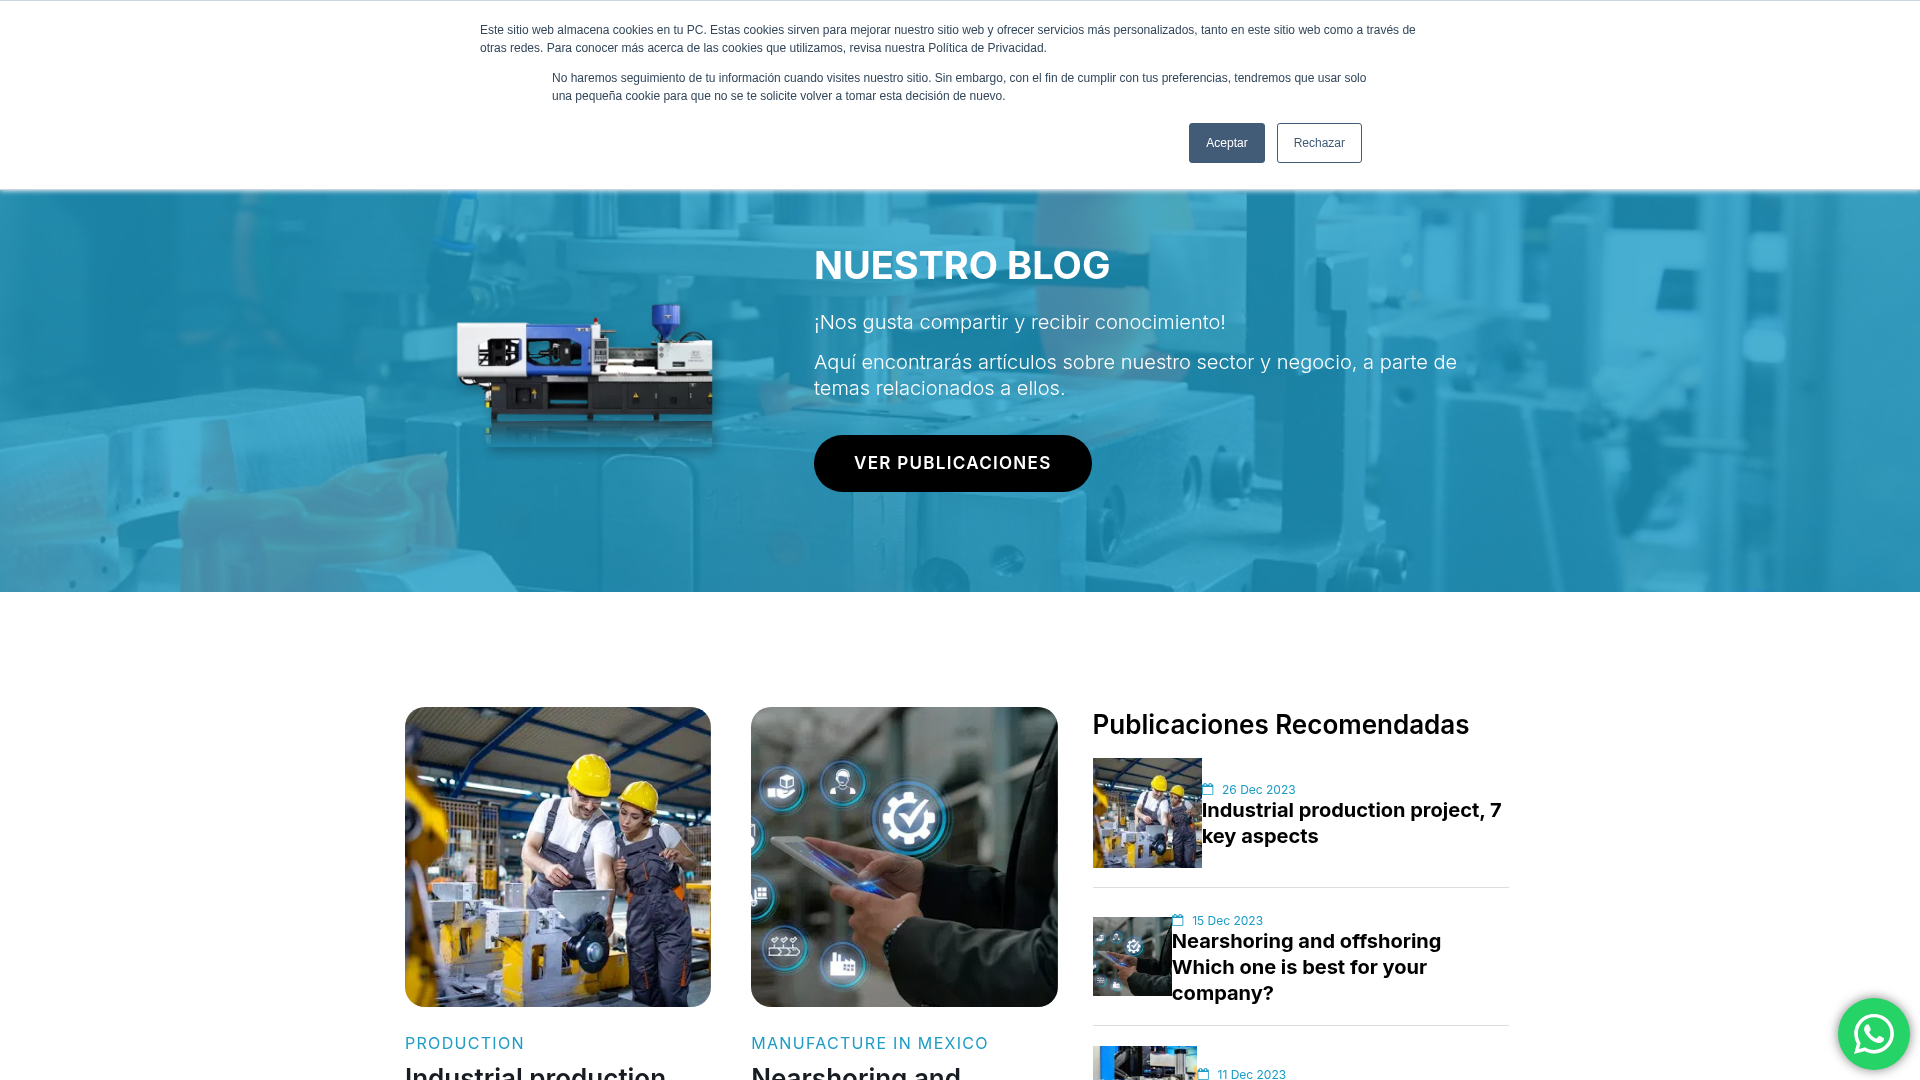 Este sitio web almacena cookies en tu PC. Estas cookies sirven para mejorar nuestro sitio web y ofrecer servicios más personalizados, tanto en este sitio web como a través de
otras redes. Para conocer más acerca de las cookies que utilizamos, revisa nuestra Política de Privacidad.
No haremos seguimiento de tu información cuando visites nuestro sitio. Sin embargo, con el fin de cumplir con tus preferencias, tendremos que usar solo
una pequeña cookie para que no se te solicite volver a tomar esta decisión de nuevo.
Aceptar
Rechazar
NUESTRO BLOG
¡Nos gusta compartir y recibir conocimiento!
Aquí encontrarás artículos sobre nuestro sector y negocio, a parte de
temas relacionados a ellos.
VER PUBLICACIONES
PRODUCTION
Industrial production
MANUFACTURE IN MEXICO
Nearshoring and
Publicaciones Recomendadas
26 Dec 2023
Industrial production project, 7
key aspects
15 Dec 2023
Nearshoring and offshoring
Which one is best for your
company?
11 Dec 2023